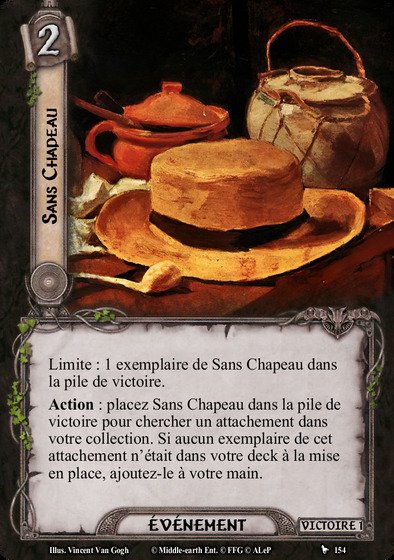 2
SANS CHAPEAU
Limite : 1 exemplaire de Sans Chapeau dans
la pile de victoire.
Action : placez Sans Chapeau dans la pile de
victoire pour chercher un attachement dans
votre collection. Si aucun exemplaire de cet
attachement n'était dans votre deck à la mise
en place, ajoutez-le à votre main.
ÉVÉNEMENT
VICTOIRE 1
Illus. Vincent Van Gogh © Middle-earth Ent. © FFG © ALeP 154